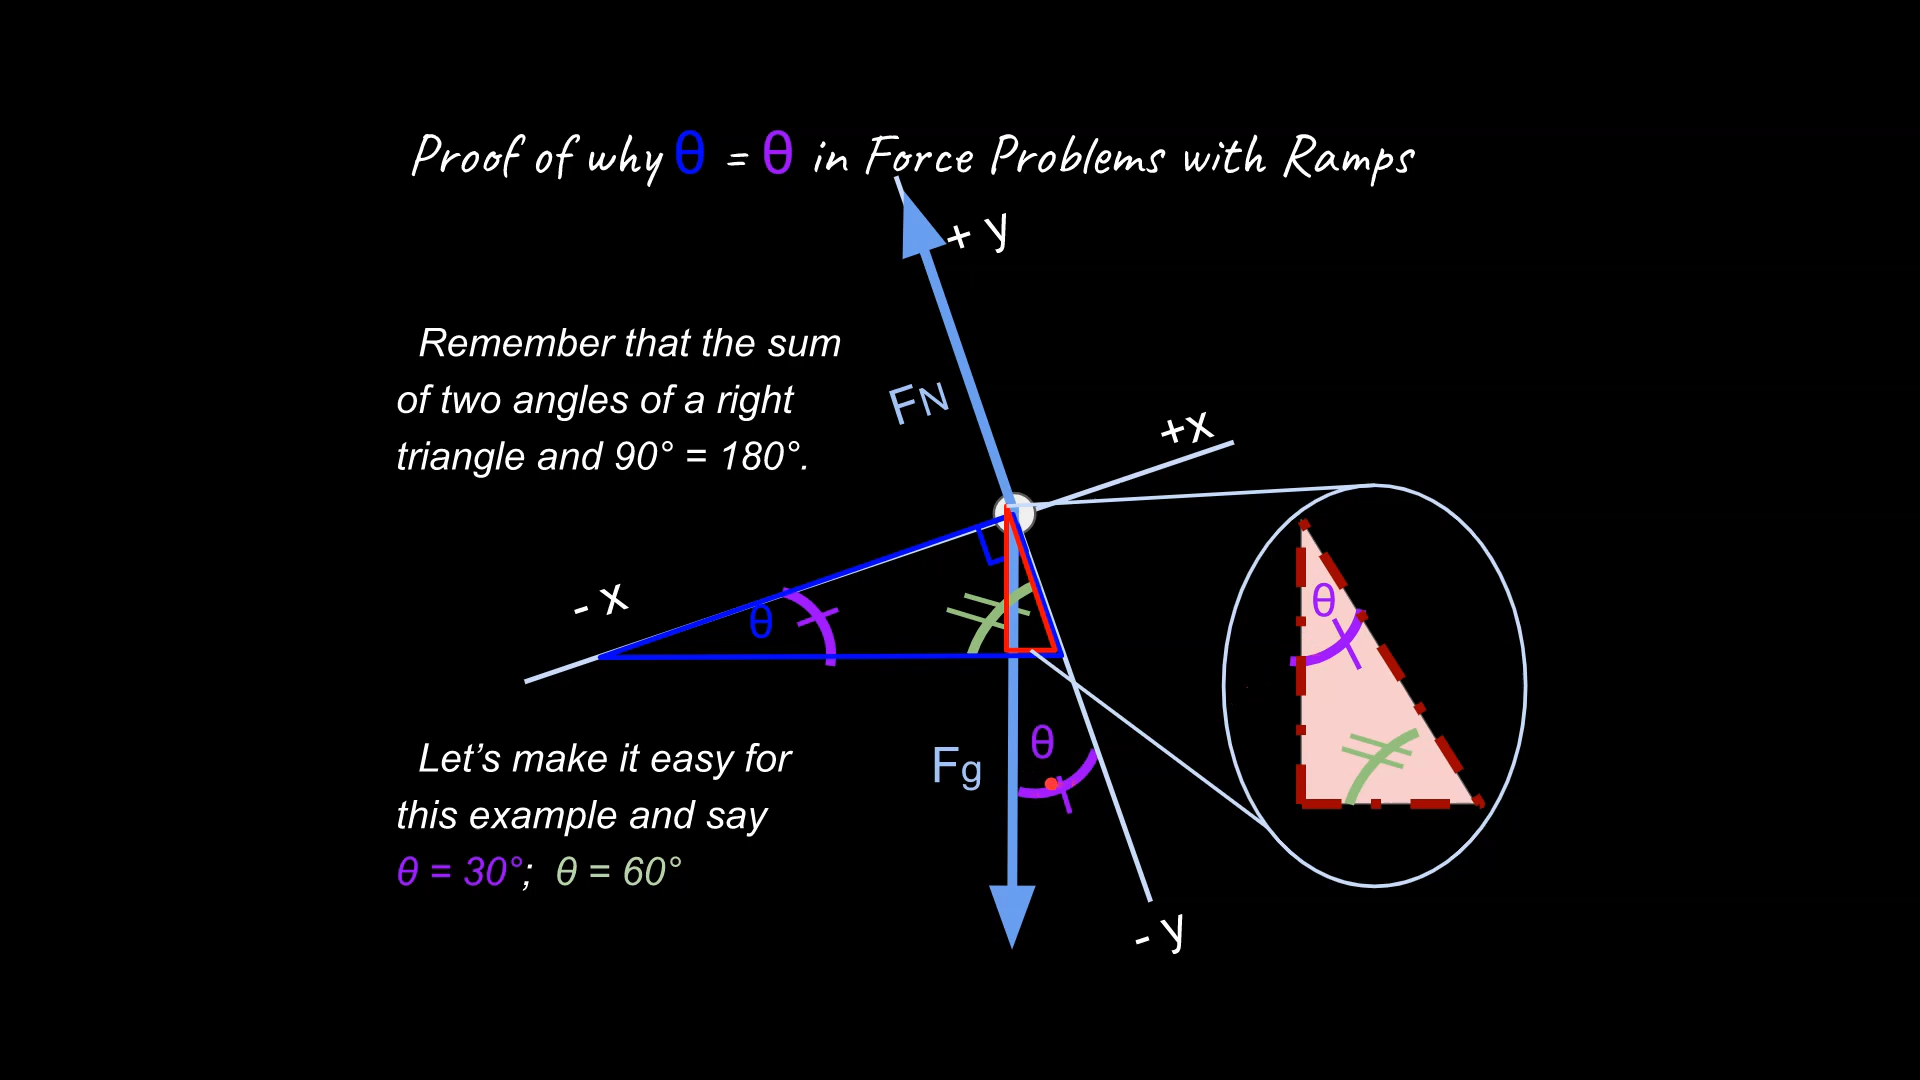 Proof of why θ = θ in Force Problems with Ramps
+ y
Remember that the sum
of two angles of a right
triangle and 90° = 180°.
FN
+x
- x
θ
θ
θ
Fg
Let’s make it easy for
this example and say
θ = 30°; θ = 60°
- y